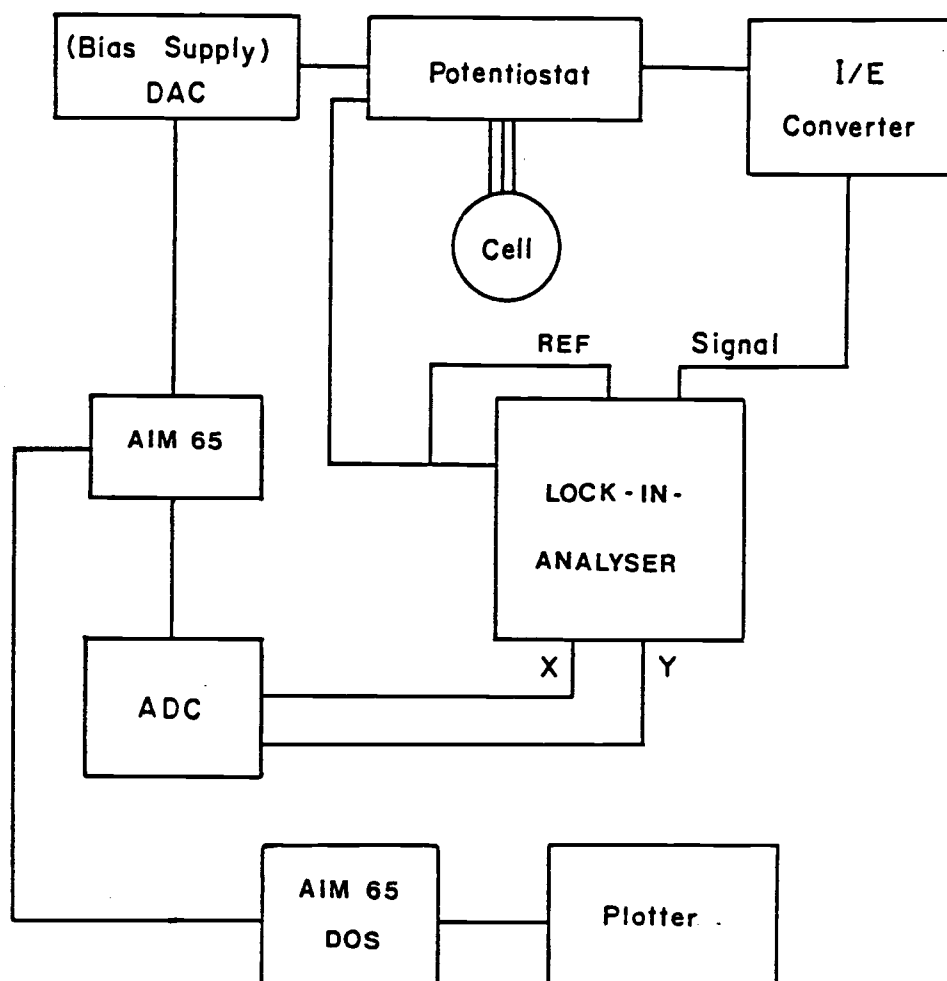 (Bias Supply)
DAC
Potentiostat
I/E
Converter
Cell
REF
Signal
AIM 65
LOCK-IN-
ANALYSER
X
Y
ADC
AIM 65
DOS
Plotter